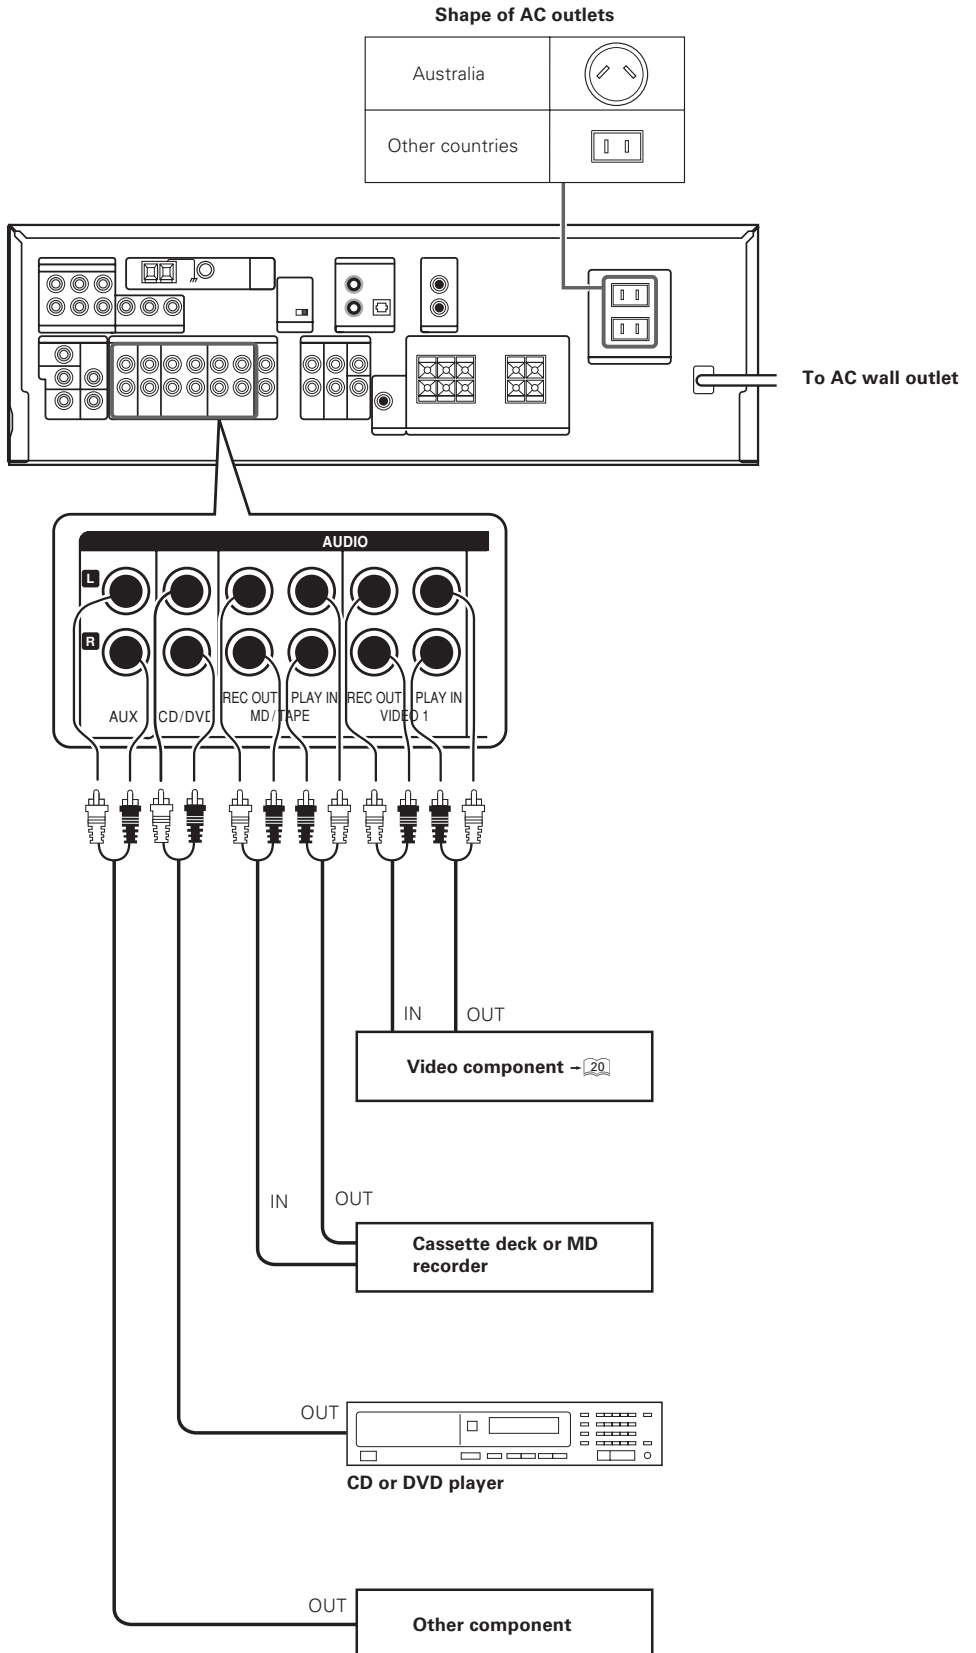 Shape of AC outlets
Australia
Other countries
To AC wall outlet
AUDIO
L
R
REC OUT PLAY IN REC OUT PLAY IN
AUX CD/DVD MD/TAPE VIDEO 1
IN OUT
Video component → 20
IN OUT
Cassette deck or MD
recorder
OUT
CD or DVD player
OUT
Other component